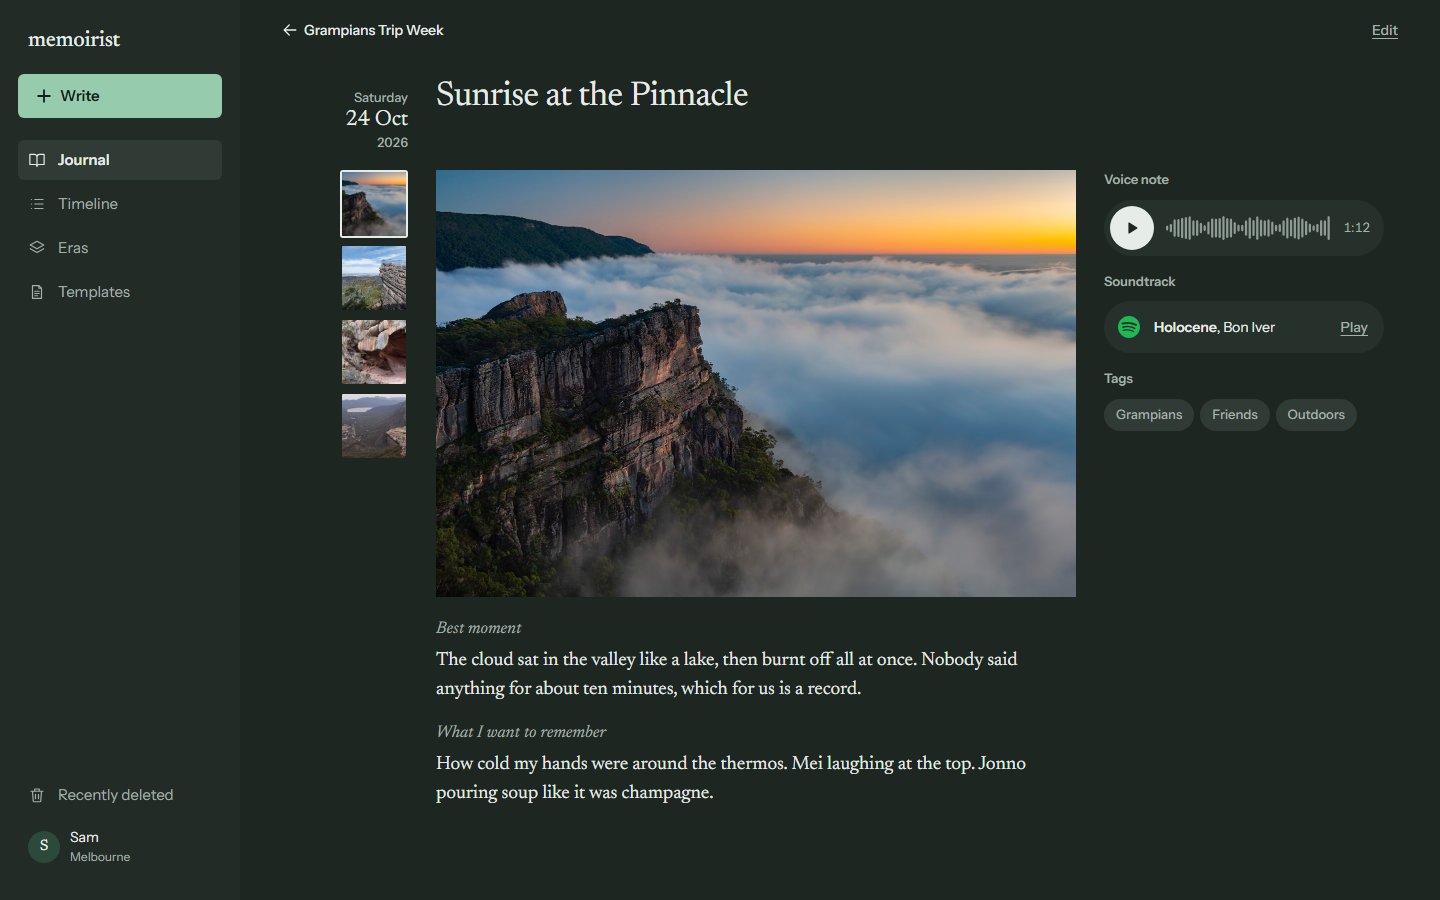 memoirist
Write
Journal
Timeline
Eras
Templates
Recently deleted
S
Sam
Melbourne
Grampians Trip Week
Edit
Saturday
24 Oct
2026
Sunrise at the Pinnacle
Best moment
The cloud sat in the valley like a lake, then burnt off all at once. Nobody said
anything for about ten minutes, which for us is a record.
What I want to remember
How cold my hands were around the thermos. Mei laughing at the top. Jonno
pouring soup like it was champagne.
Voice note
1:12
Soundtrack
Holocene, Bon Iver
Play
Tags
Grampians
Friends
Outdoors